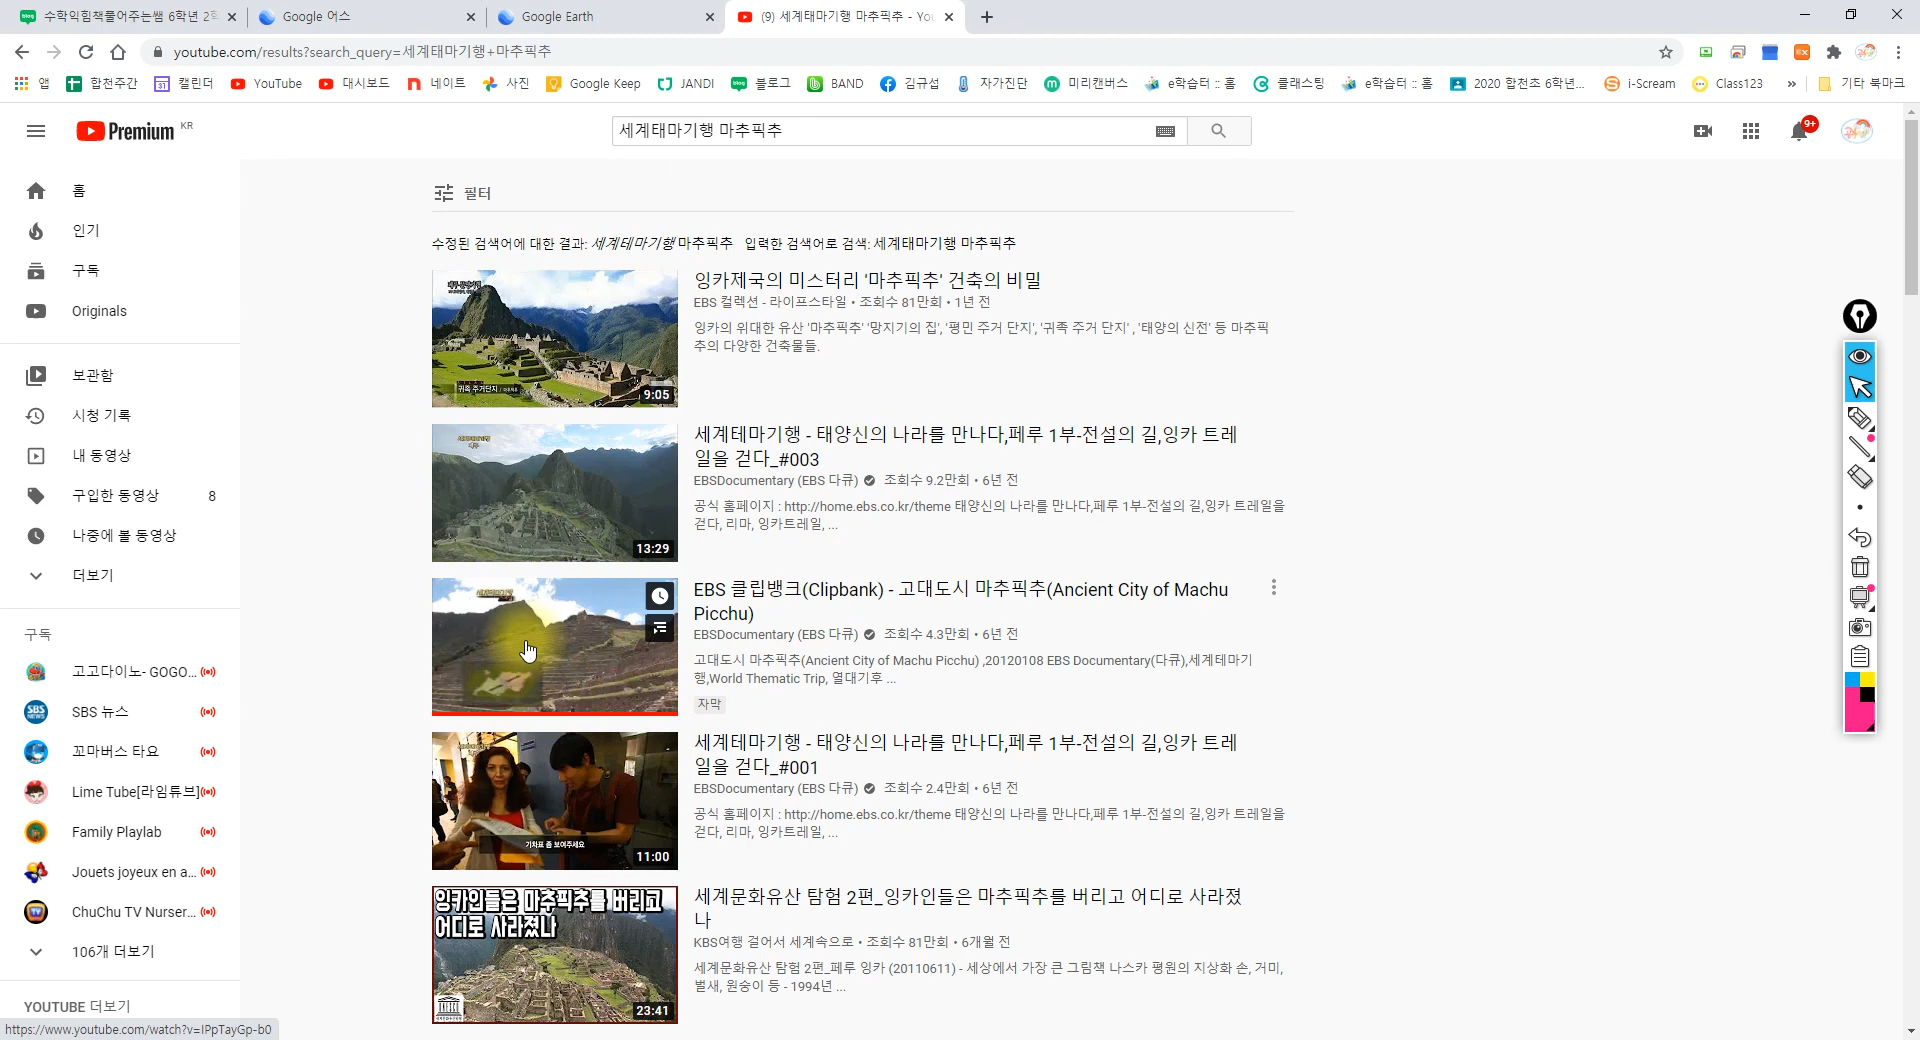 수학익힘책풀어주는쌤 6학년 2학
Google 어스
Google Earth
(9) 세계태마기행 마추픽추 - You
youtube.com/results?search_query=세계태마기행+마추픽추
앱
합천주간
캘린더
YouTube
대시보드
네이트
사진
Google Keep
JANDI
블로그
BAND
김규섭
자가진단
미리캔버스
e학습터 :: 홈
클래스팅
e학습터 :: 홈
2020 합천초 6학년...
i-Scream
Class123
»
기타 북마크
Premium KR
세계태마기행 마추픽추
9+
홈
인기
구독
Originals
보관함
시청 기록
내 동영상
구입한 동영상 8
나중에 볼 동영상
더보기
구독
고고다이노- GOGO...
SBS 뉴스
꼬마버스 타요
Lime Tube[라임튜브]
Family Playlab
Jouets joyeux en a...
ChuChu TV Nurser...
106개 더보기
YOUTUBE 더보기
https://www.youtube.com/watch?v=IPpTayGp-b0
필터
수정된 검색어에 대한 결과: 세계테마기행 마추픽추 입력한 검색어로 검색: 세계태마기행 마추픽추
귀족 주거단지
9:05
잉카제국의 미스터리 '마추픽추' 건축의 비밀
EBS 컬렉션 - 라이프스타일 • 조회수 81만회 • 1년 전
잉카의 위대한 유산 '마추픽추' '망지기의 집', '평민 주거 단지', '귀족 주거 단지' , '태양의 신전' 등 마추픽
추의 다양한 건축물들.
13:29
세계테마기행 - 태양신의 나라를 만나다,페루 1부-전설의 길,잉카 트레
일을 걷다_#003
EBSDocumentary (EBS 다큐) 조회수 9.2만회 • 6년 전
공식 홈페이지 : http://home.ebs.co.kr/theme 태양신의 나라를 만나다,페루 1부-전설의 길,잉카 트레일을
걷다, 리마, 잉카트레일, ...
EBS 클립뱅크(Clipbank) - 고대도시 마추픽추(Ancient City of Machu
Picchu)
EBSDocumentary (EBS 다큐) 조회수 4.3만회 • 6년 전
고대도시 마추픽추(Ancient City of Machu Picchu) ,20120108 EBS Documentary(다큐),세계테마기
행,World Thematic Trip, 열대기후 ...
자막
기차표 좀 보여주세요
11:00
세계테마기행 - 태양신의 나라를 만나다,페루 1부-전설의 길,잉카 트레
일을 걷다_#001
EBSDocumentary (EBS 다큐) 조회수 2.4만회 • 6년 전
공식 홈페이지 : http://home.ebs.co.kr/theme 태양신의 나라를 만나다,페루 1부-전설의 길,잉카 트레일을
걷다, 리마, 잉카트레일, ...
잉카인들은 마추픽추를 버리고
어디로 사라졌나
23:41
세계문화유산 탐험 2편_잉카인들은 마추픽추를 버리고 어디로 사라졌
나
KBS여행 걸어서 세계속으로 • 조회수 81만회 • 6개월 전
세계문화유산 탐험 2편_페루 잉카 (20110611) - 세상에서 가장 큰 그림책 나스카 평원의 지상화 손, 거미,
벌새, 원숭이 등 - 1994년 ...